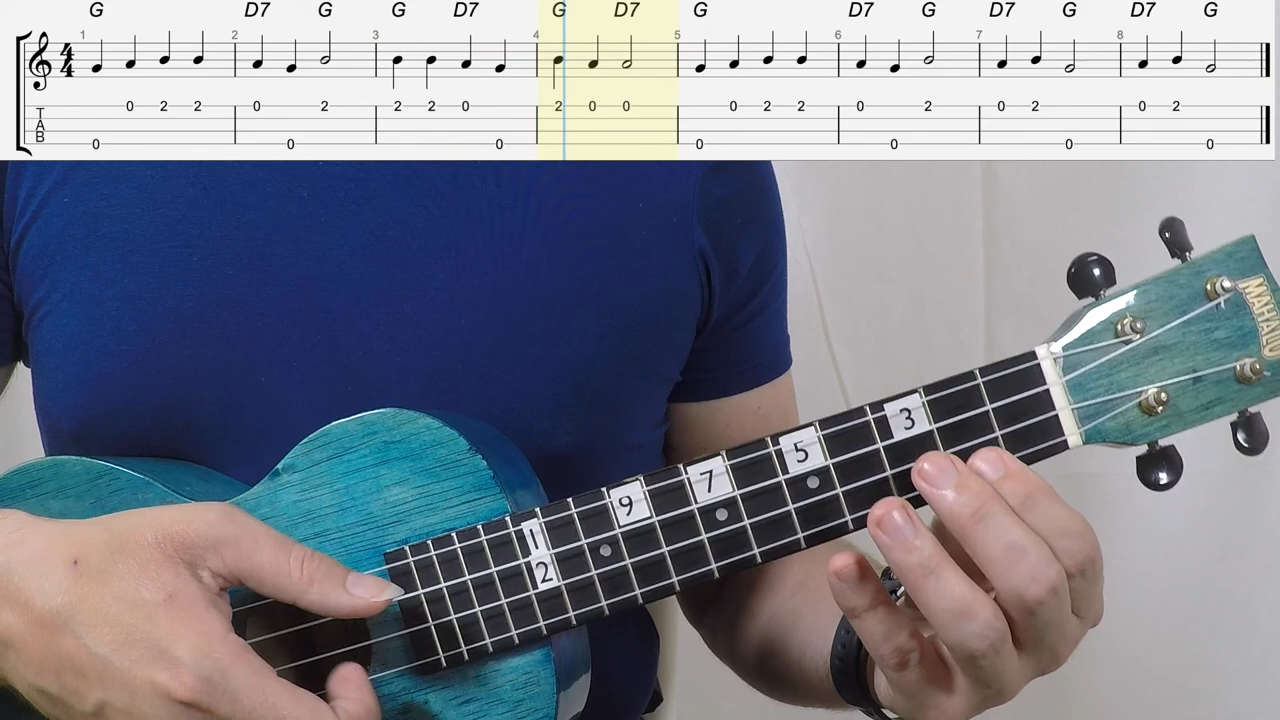 G D7 G G D7 G D7 G D7 G D7 G D7 G
1 2 3 4 5 6 7 8
4
4
0 2 2 0 2 2 2 0 2 0 0 0 2 2 0 2 0 2 0 2
T
A
B
0 0 0 0 0 0 0
MAHALO
3
5
7
9
1
2